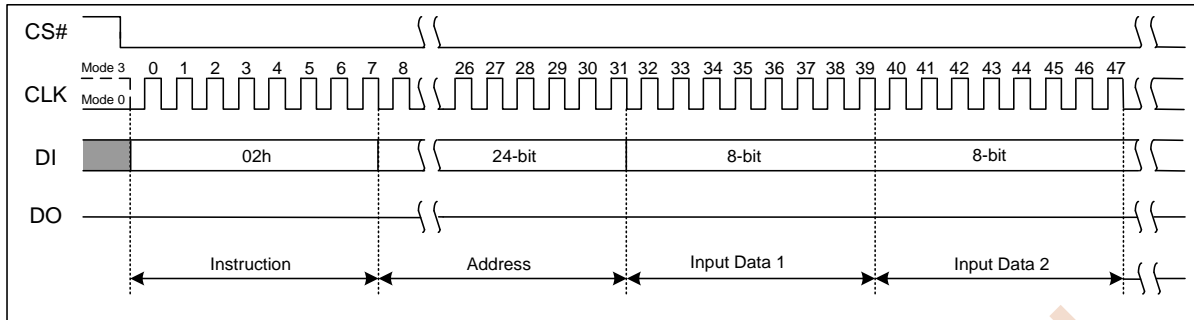 CS#
Mode 3 0 1 2 3 4 5 6 7 8 26 27 28 29 30 31 32 33 34 35 36 37 38 39 40 41 42 43 44 45 46 47
CLK
Mode 0
DI 02h 24-bit 8-bit 8-bit
DO
Instruction Address Input Data 1 Input Data 2